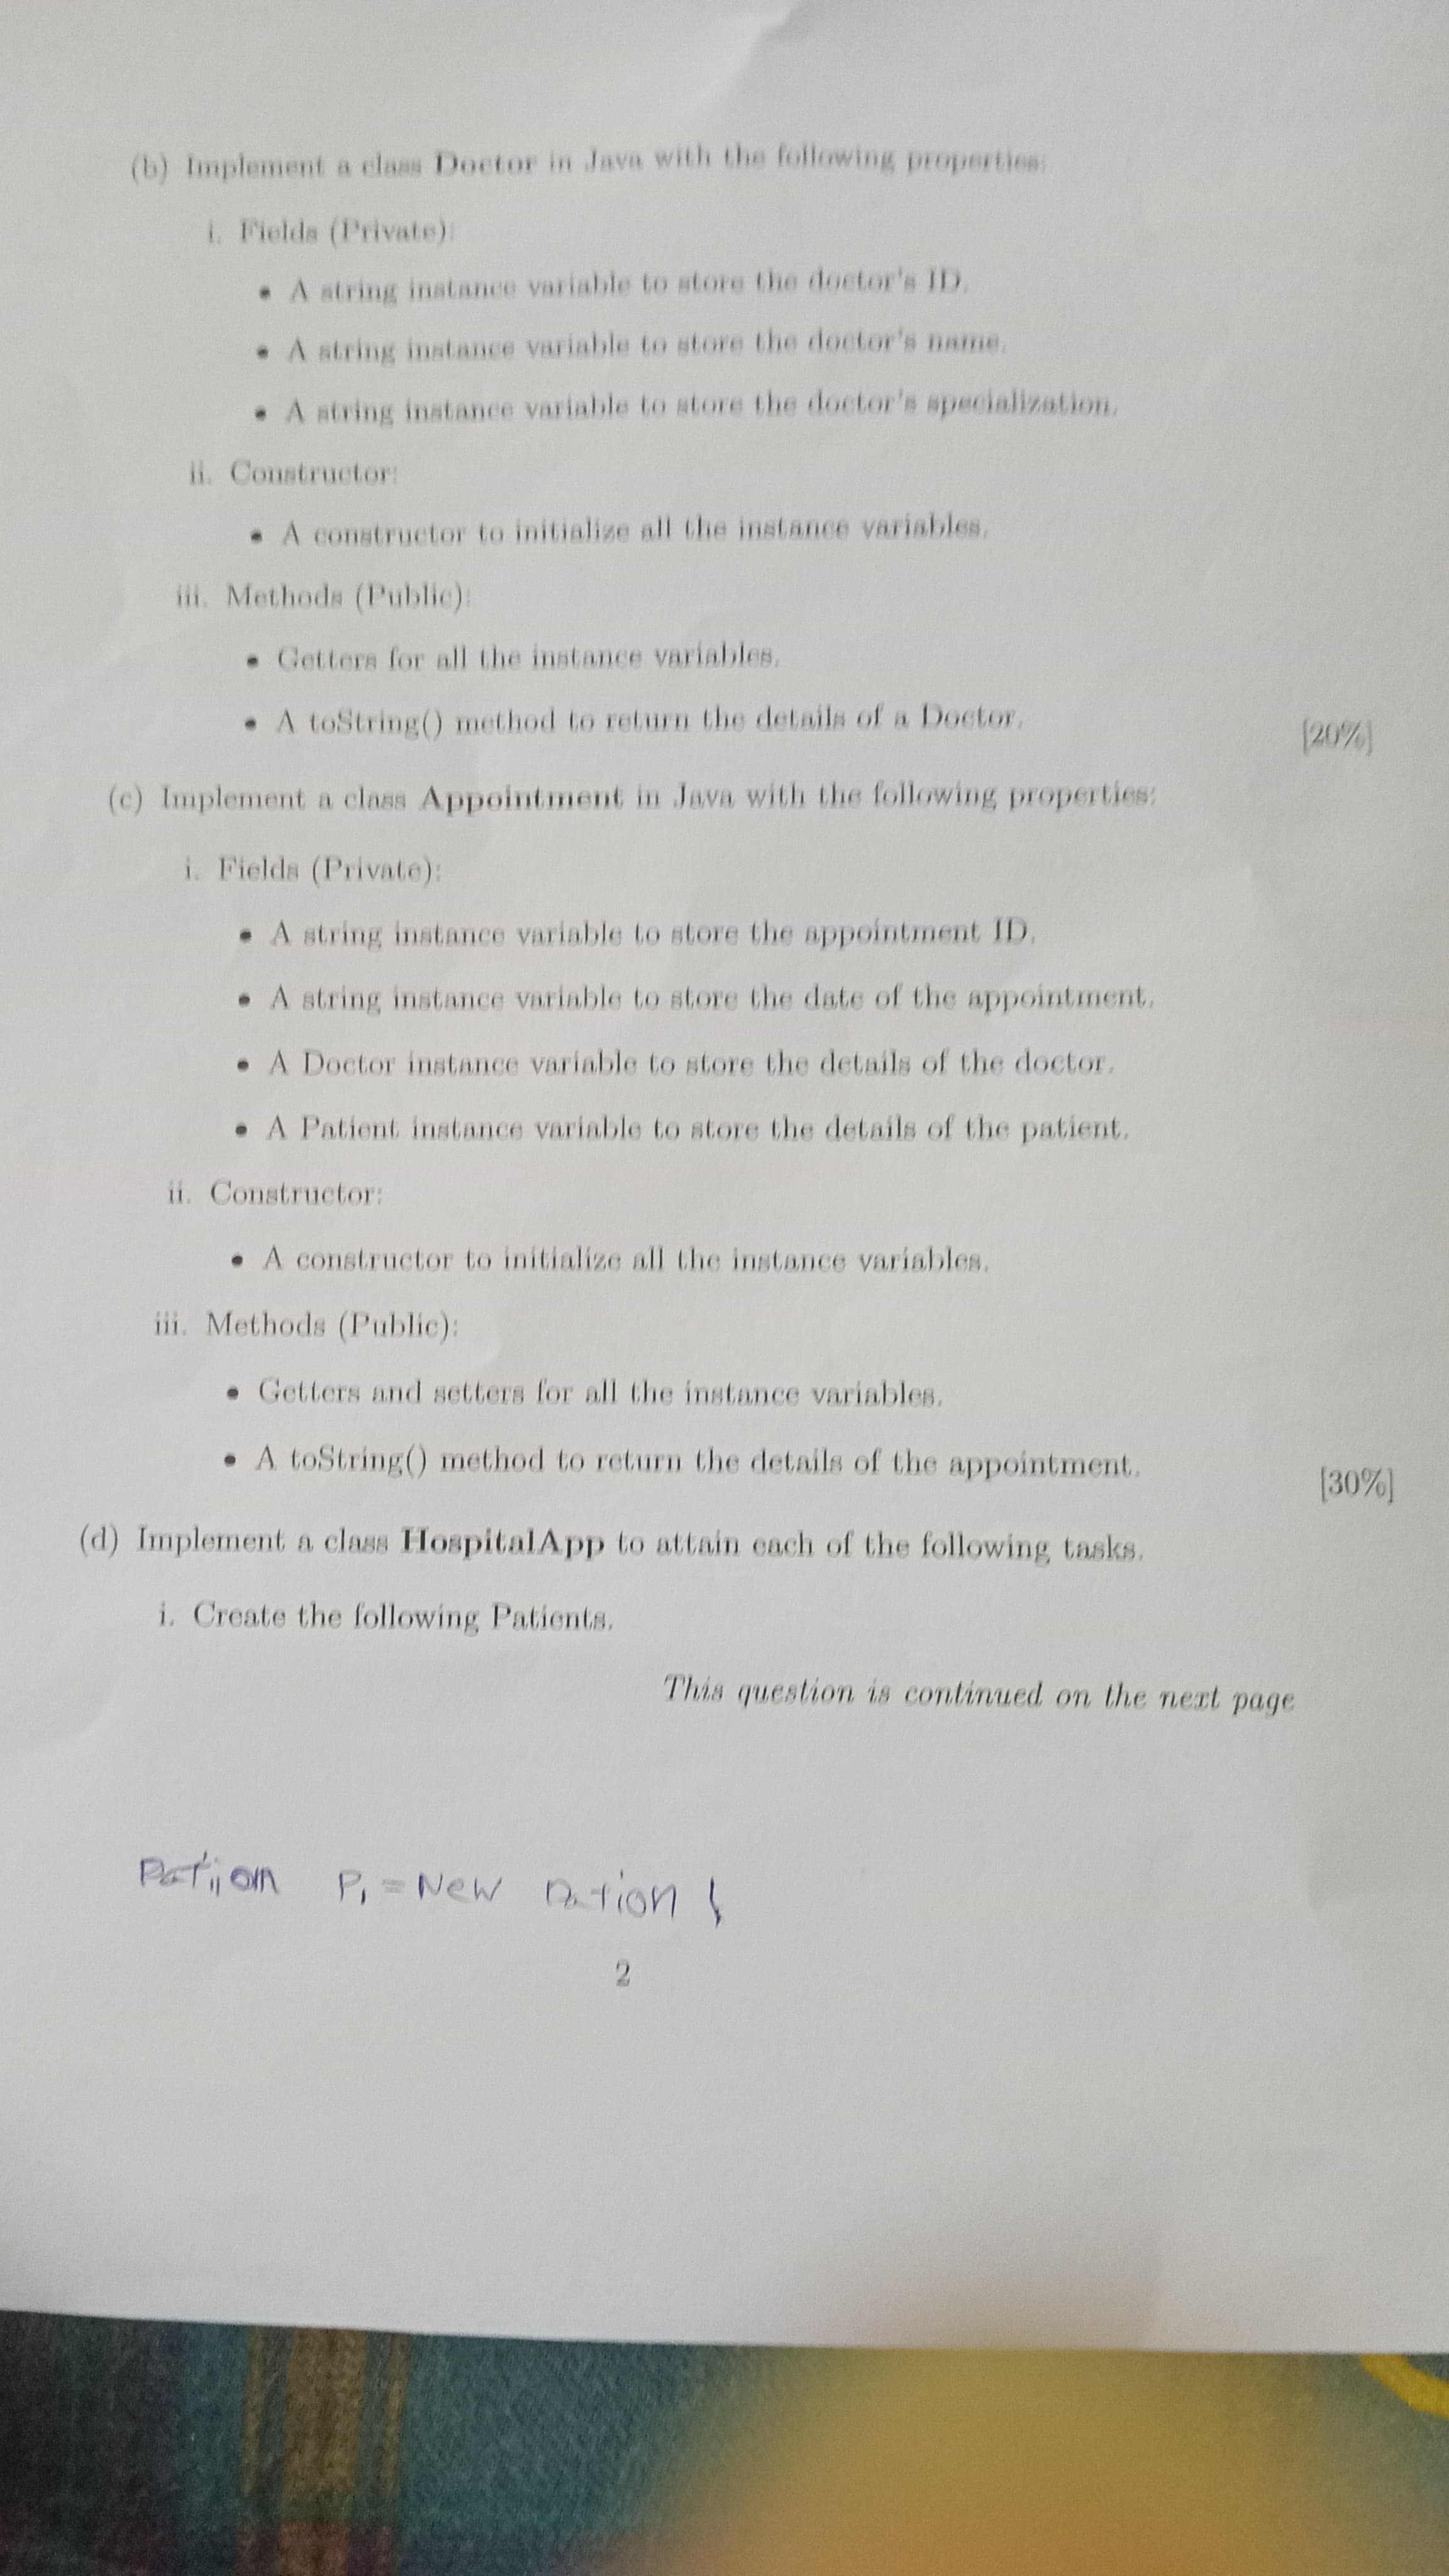 (b) Implement a class Doctor in Java with the following properties:
i. Fields (Private):
• A string instance variable to store the doctor's ID.
• A string instance variable to store the doctor's name.
• A string instance variable to store the doctor's specialization.
ii. Constructor:
• A constructor to initialize all the instance variables.
iii. Methods (Public):
• Getters for all the instance variables.
• A toString() method to return the details of a Doctor.
[20%]
(c) Implement a class Appointment in Java with the following properties:
i. Fields (Private):
• A string instance variable to store the appointment ID.
• A string instance variable to store the date of the appointment.
• A Doctor instance variable to store the details of the doctor.
• A Patient instance variable to store the details of the patient.
ii. Constructor:
• A constructor to initialize all the instance variables.
iii. Methods (Public):
• Getters and setters for all the instance variables.
• A toString() method to return the details of the appointment.
[30%]
(d) Implement a class HospitalApp to attain each of the following tasks.
i. Create the following Patients.
This question is continued on the next page
P1 = New
2